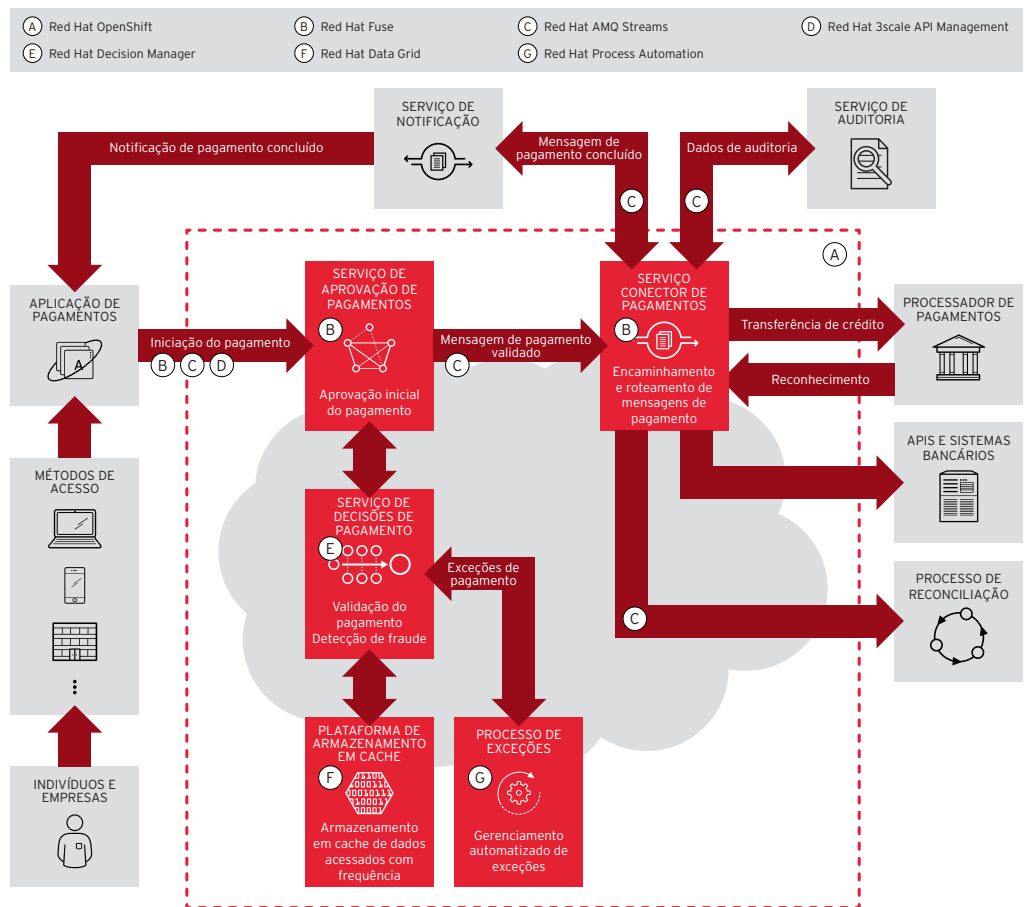 A Red Hat OpenShift
B Red Hat Fuse
C Red Hat AMQ Streams
D Red Hat 3scale API Management
E Red Hat Decision Manager
F Red Hat Data Grid
G Red Hat Process Automation
SERVIÇO DE
NOTIFICAÇÃO
SERVIÇO DE
AUDITORIA
Notificação de pagamento concluído
Mensagem de
pagamento concluído
Dados de auditoria
C
C
A
SERVIÇO DE
APROVAÇÃO DE
PAGAMENTOS
B
Aprovação inicial
do pagamento
SERVIÇO
CONECTOR DE
PAGAMENTOS
B
Encaminhamento
e roteamento de
mensagens de
pagamento
APLICAÇÃO DE
PAGAMENTOS
A
Iniciação do pagamento
B C D
Mensagem de pagamento
validado
C
Transferência de crédito
Reconhecimento
PROCESSADOR DE
PAGAMENTOS
APIS E SISTEMAS
BANCÁRIOS
MÉTODOS DE
ACESSO
SERVIÇO DE
DECISÕES DE
PAGAMENTO
E
Validação do
pagamento
Detecção de fraude
Exceções de
pagamento
C
PROCESSO DE
RECONCILIAÇÃO
PLATAFORMA DE
ARMAZENAMENTO
EM CACHE
F
01100
1000110
00010111
0100011
00001
Armazenamento
em cache de dados
acessados com
frequência
PROCESSO DE
EXCEÇÕES
G
Gerenciamento
automatizado de
exceções
INDIVÍDUOS E
EMPRESAS